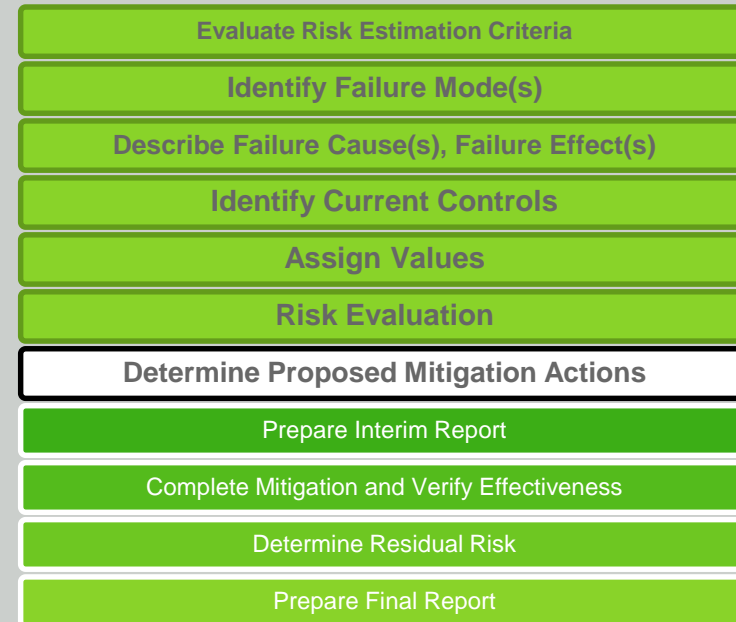 Evaluate Risk Estimation Criteria
Identify Failure Mode(s)
Describe Failure Cause(s), Failure Effect(s)
Identify Current Controls
Assign Values
Risk Evaluation
Determine Proposed Mitigation Actions
Prepare Interim Report
Complete Mitigation and Verify Effectiveness
Determine Residual Risk
Prepare Final Report